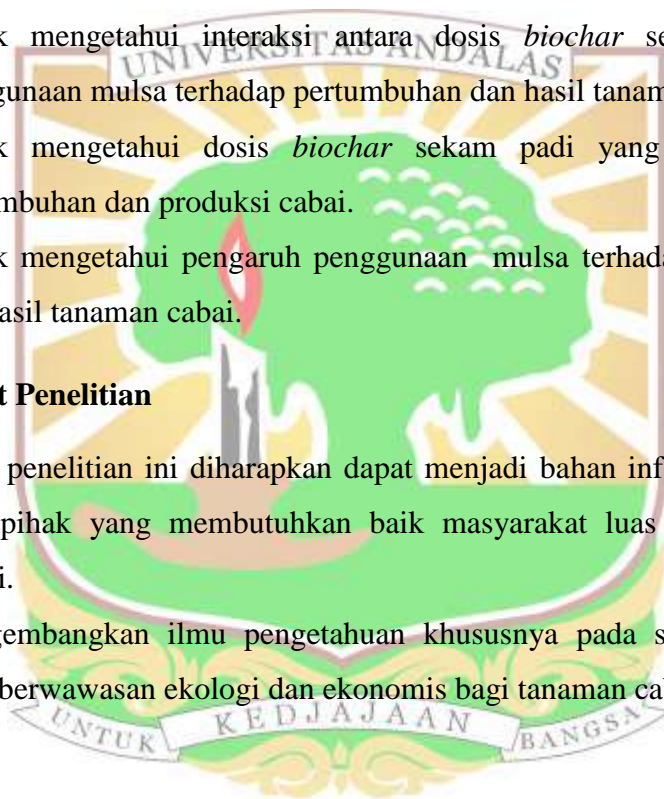 k mengetahui interaksi antara dosis biochar se
UNIVERSITAS ANDALAS
gunaan mulsa terhadap pertumbuhan dan hasil tanam
k mengetahui dosis biochar sekam padi yang
mbuhan dan produksi cabai.
k mengetahui pengaruh penggunaan mulsa terhada
asil tanaman cabai.
t Penelitian
penelitian ini diharapkan dapat menjadi bahan inf
pihak yang membutuhkan baik masyarakat luas
i.
gembangkan ilmu pengetahuan khususnya pada s
berwawasan ekologi dan ekonomis bagi tanaman cab
UNTUK KEDJAJAAN BANGSA